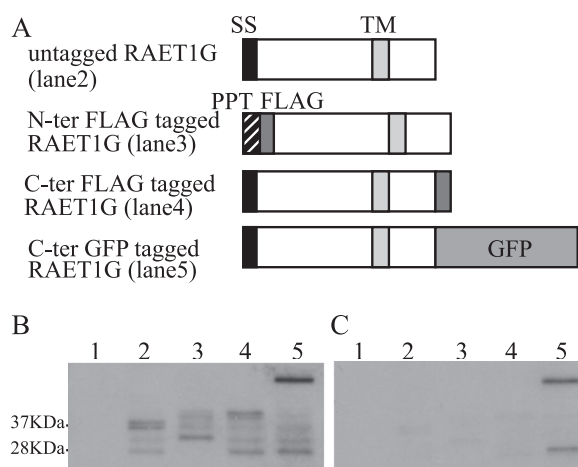 A
SS TM
untagged RAET1G
(lane2)
PPT FLAG
N-ter FLAG tagged
RAET1G (lane3)
C-ter FLAG tagged
RAET1G (lane4)
C-ter GFP tagged
RAET1G (lane5)
GFP
B
1 2 3 4 5
37KDa
28KDa
C
1 2 3 4 5